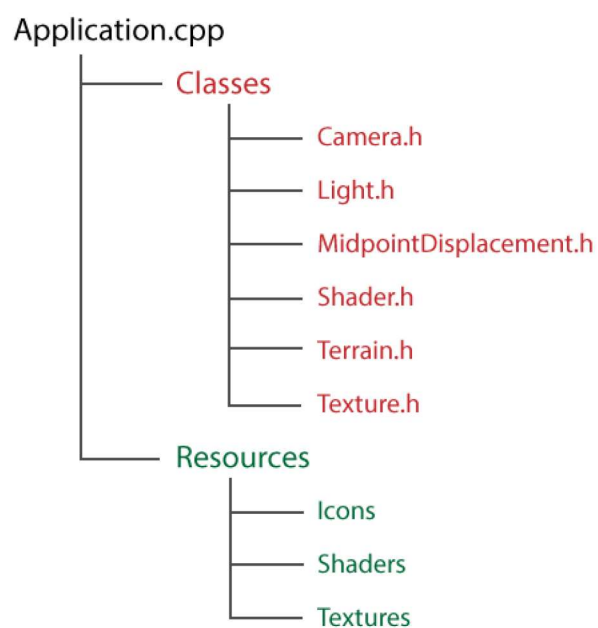 Application.cpp
Classes
Camera.h
Light.h
MidpointDisplacement.h
Shader.h
Terrain.h
Texture.h
Resources
Icons
Shaders
Textures